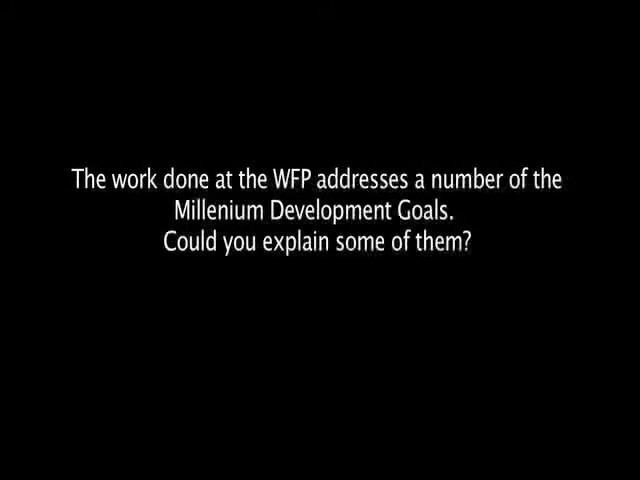 The work done at the WFP addresses a number of the
Millenium Development Goals.
Could you explain some of them?